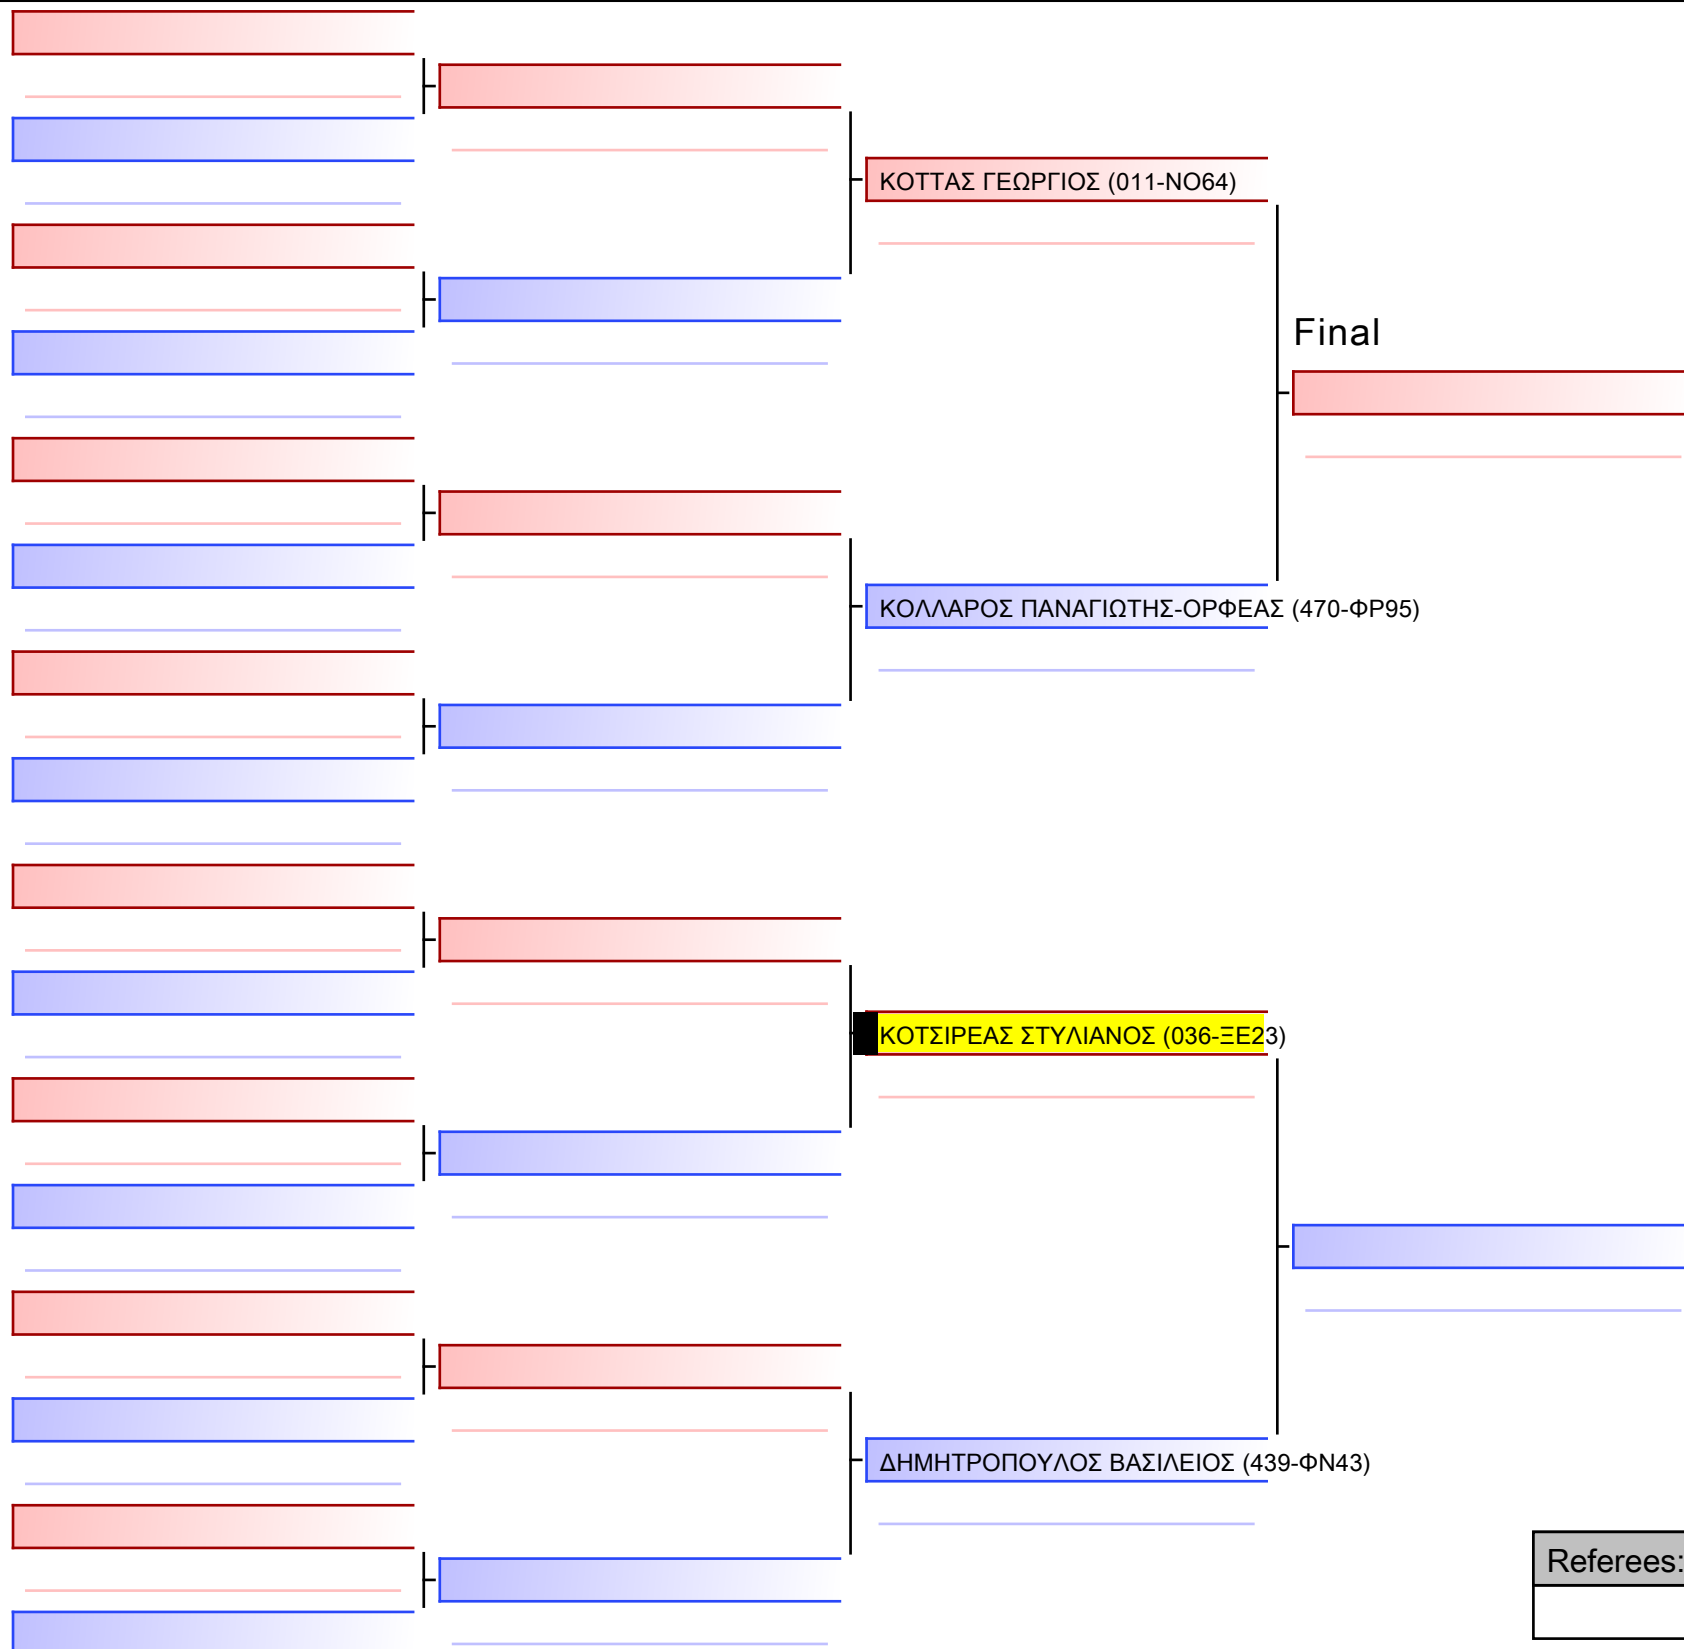 ΚΟΤΤΑΣ ΓΕΩΡΓΙΟΣ (011-ΝΟ64)
Final
ΚΟΛΛΑΡΟΣ ΠΑΝΑΓΙΩΤΗΣ-ΟΡΦΕΑΣ (470-ΦΡ95)
ΚΟΤΣΙΡΕΑΣ ΣΤΥΛΙΑΝΟΣ (036-ΞΕ23)
ΔΗΜΗΤΡΟΠΟΥΛΟΣ ΒΑΣΙΛΕΙΟΣ (439-ΦΝ43)
Referees: